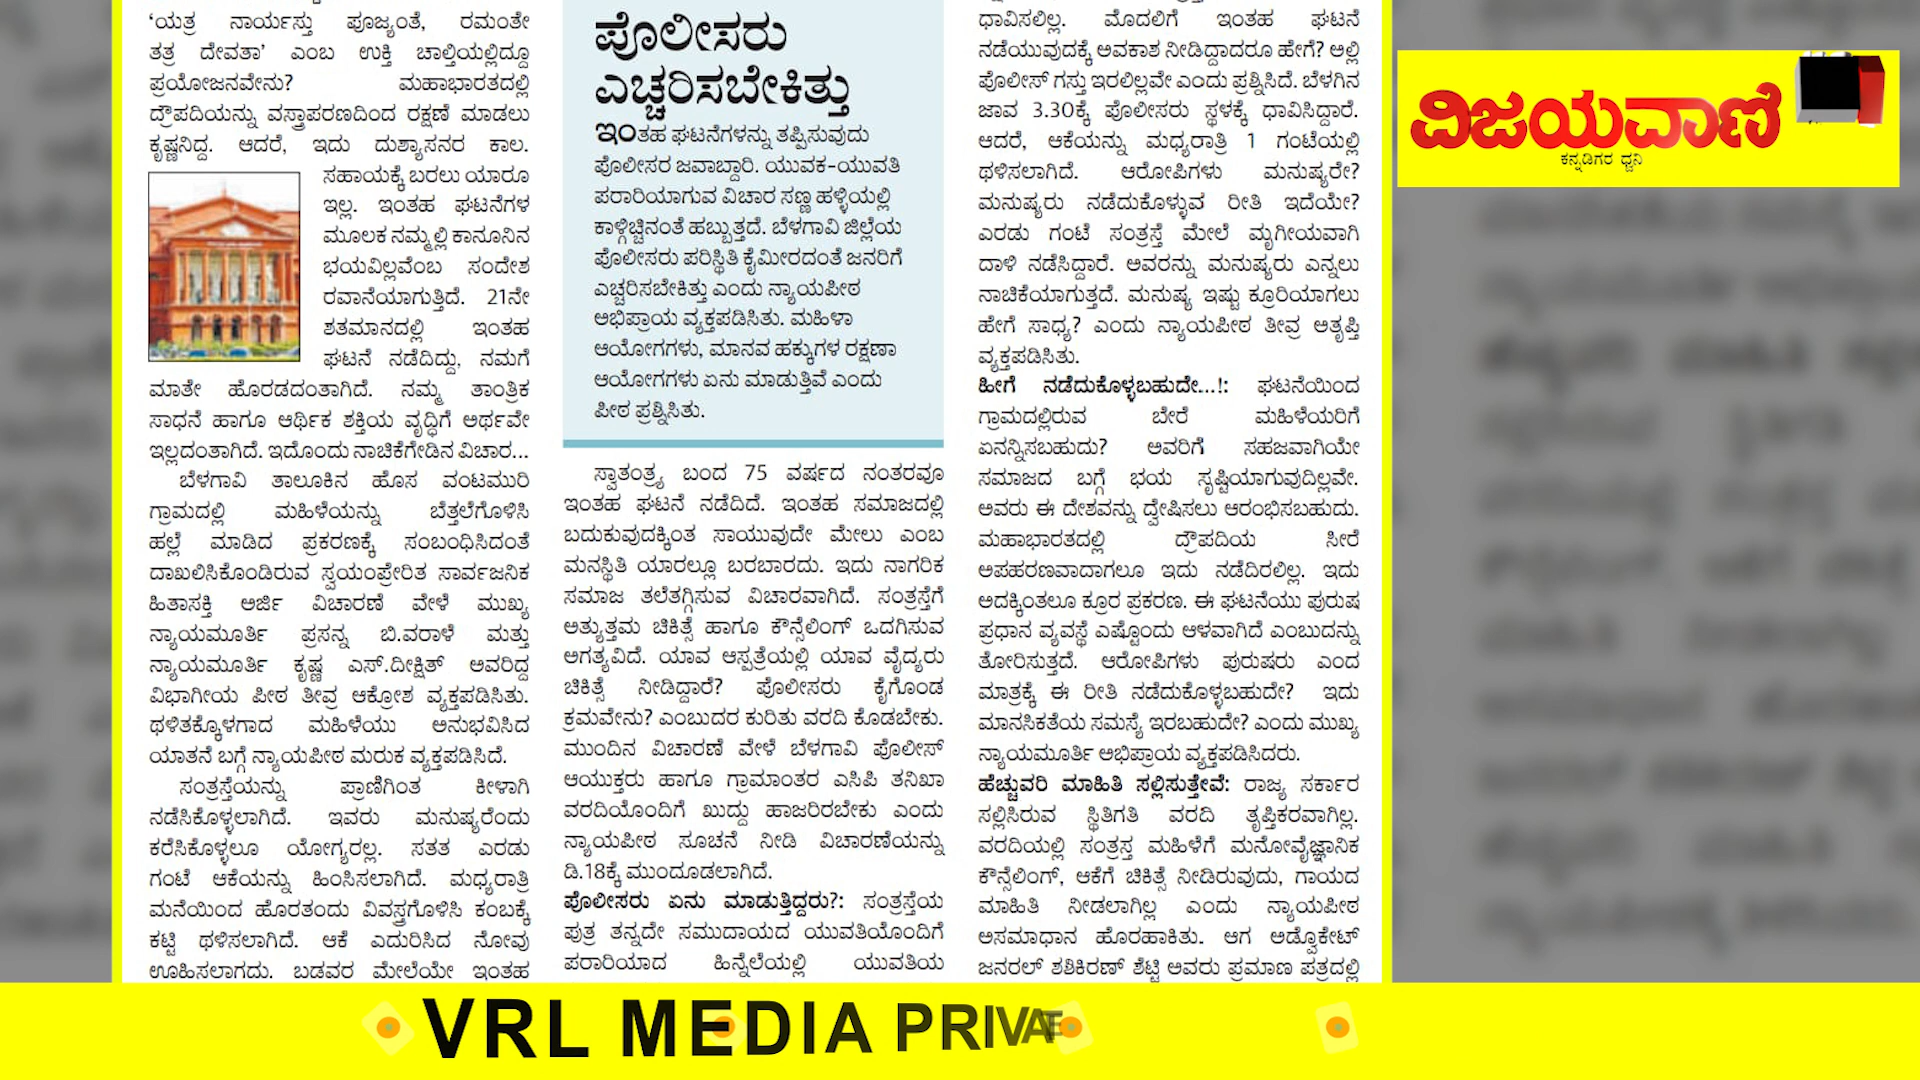 ‘ಯತ್ರ ನಾರ್ಯಸ್ತು ಪೂಜ್ಯಂತೆ, ರಮಂತೇ
ತತ್ರ ದೇವತಾ’ ಎಂಬ ಉಕ್ತಿ ಚಾಲ್ತಿಯಲ್ಲಿದ್ದೂ
ಪ್ರಯೋಜನವೇನು? ಮಹಾಭಾರತದಲ್ಲಿ
ದ್ರೌಪದಿಯನ್ನು ವಸ್ತ್ರಾಪರಣದಿಂದ ರಕ್ಷಣೆ ಮಾಡಲು
ಕೃಷ್ಣನಿದ್ದ. ಆದರೆ, ಇದು ದುಶ್ಯಾಸನರ ಕಾಲ.
ಸಹಾಯಕ್ಕೆ ಬರಲು ಯಾರೂ
ಇಲ್ಲ. ಇಂತಹ ಘಟನೆಗಳ
ಮೂಲಕ ನಮ್ಮಲ್ಲಿ ಕಾನೂನಿನ
ಭಯವಿಲ್ಲವೆಂಬ ಸಂದೇಶ
ರವಾನೆಯಾಗುತ್ತಿದೆ. 21ನೇ
ಶತಮಾನದಲ್ಲಿ ಇಂತಹ
ಘಟನೆ ನಡೆದಿದ್ದು, ನಮಗೆ
ಮಾತೇ ಹೊರಡದಂತಾಗಿದೆ. ನಮ್ಮ ತಾಂತ್ರಿಕ
ಸಾಧನೆ ಹಾಗೂ ಆರ್ಥಿಕ ಶಕ್ತಿಯ ವೃದ್ಧಿಗೆ ಅರ್ಥವೇ
ಇಲ್ಲದಂತಾಗಿದೆ. ಇದೊಂದು ನಾಚಿಕೆಗೇಡಿನ ವಿಚಾರ...
ಬೆಳಗಾವಿ ತಾಲೂಕಿನ ಹೊಸ ವಂಟಮುರಿ
ಗ್ರಾಮದಲ್ಲಿ ಮಹಿಳೆಯನ್ನು ಬೆತ್ತಲೆಗೊಳಿಸಿ
ಹಲ್ಲೆ ಮಾಡಿದ ಪ್ರಕರಣಕ್ಕೆ ಸಂಬಂಧಿಸಿದಂತೆ
ದಾಖಲಿಸಿಕೊಂಡಿರುವ ಸ್ವಯಂಪ್ರೇರಿತ ಸಾರ್ವಜನಿಕ
ಹಿತಾಸಕ್ತಿ ಅರ್ಜಿ ವಿಚಾರಣೆ ವೇಳೆ ಮುಖ್ಯ
ನ್ಯಾಯಮೂರ್ತಿ ಪ್ರಸನ್ನ ಬಿ.ವರಾಳೆ ಮತ್ತು
ನ್ಯಾಯಮೂರ್ತಿ ಕೃಷ್ಣ ಎಸ್.ದೀಕ್ಷಿತ್ ಅವರಿದ್ದ
ವಿಭಾಗೀಯ ಪೀಠ ತೀವ್ರ ಆಕ್ರೋಶ ವ್ಯಕ್ತಪಡಿಸಿತು.
ಥಳಿತಕ್ಕೊಳಗಾದ ಮಹಿಳೆಯು ಅನುಭವಿಸಿದ
ಯಾತನೆ ಬಗ್ಗೆ ನ್ಯಾಯಪೀಠ ಮರುಕ ವ್ಯಕ್ತಪಡಿಸಿದೆ.
ಸಂತ್ರಸ್ತೆಯನ್ನು ಪ್ರಾಣಿಗಿಂತ ಕೀಳಾಗಿ
ನಡೆಸಿಕೊಳ್ಳಲಾಗಿದೆ. ಇವರು ಮನುಷ್ಯರೆಂದು
ಕರೆಸಿಕೊಳ್ಳಲೂ ಯೋಗ್ಯರಲ್ಲ. ಸತತ ಎರಡು
ಗಂಟೆ ಆಕೆಯನ್ನು ಹಿಂಸಿಸಲಾಗಿದೆ. ಮಧ್ಯರಾತ್ರಿ
ಮನೆಯಿಂದ ಹೊರತಂದು ವಿವಸ್ತ್ರಗೊಳಿಸಿ ಕಂಬಕ್ಕೆ
ಕಟ್ಟಿ ಥಳಿಸಲಾಗಿದೆ. ಆಕೆ ಎದುರಿಸಿದ ನೋವು
ಊಹಿಸಲಾಗದು. ಬಡವರ ಮೇಲೆಯೇ ಇಂತಹ
ಪೊಲೀಸರು
ಎಚ್ಚರಿಸಬೇಕಿತ್ತು
ಇಂತಹ ಘಟನೆಗಳನ್ನು ತಪ್ಪಿಸುವುದು
ಪೊಲೀಸರ ಜವಾಬ್ದಾರಿ. ಯುವಕ-ಯುವತಿ
ಪರಾರಿಯಾಗುವ ವಿಚಾರ ಸಣ್ಣ ಹಳ್ಳಿಯಲ್ಲಿ
ಕಾಳ್ಗಿಚ್ಚಿನಂತೆ ಹಬ್ಬುತ್ತದೆ. ಬೆಳಗಾವಿ ಜಿಲ್ಲೆಯ
ಪೊಲೀಸರು ಪರಿಸ್ಥಿತಿ ಕೈಮೀರದಂತೆ ಜನರಿಗೆ
ಎಚ್ಚರಿಸಬೇಕಿತ್ತು ಎಂದು ನ್ಯಾಯಪೀಠ
ಅಭಿಪ್ರಾಯ ವ್ಯಕ್ತಪಡಿಸಿತು. ಮಹಿಳಾ
ಆಯೋಗಗಳು, ಮಾನವ ಹಕ್ಕುಗಳ ರಕ್ಷಣಾ
ಆಯೋಗಗಳು ಏನು ಮಾಡುತ್ತಿವೆ ಎಂದು
ಪೀಠ ಪ್ರಶ್ನಿಸಿತು.
ಸ್ವಾತಂತ್ರ್ಯ ಬಂದ 75 ವರ್ಷದ ನಂತರವೂ
ಇಂತಹ ಘಟನೆ ನಡೆದಿದೆ. ಇಂತಹ ಸಮಾಜದಲ್ಲಿ
ಬದುಕುವುದಕ್ಕಿಂತ ಸಾಯುವುದೇ ಮೇಲು ಎಂಬ
ಮನಸ್ಥಿತಿ ಯಾರಲ್ಲೂ ಬರಬಾರದು. ಇದು ನಾಗರಿಕ
ಸಮಾಜ ತಲೆತಗ್ಗಿಸುವ ವಿಚಾರವಾಗಿದೆ. ಸಂತ್ರಸ್ತೆಗೆ
ಅತ್ಯುತ್ತಮ ಚಿಕಿತ್ಸೆ ಹಾಗೂ ಕೌನ್ಸೆಲಿಂಗ್ ಒದಗಿಸುವ
ಅಗತ್ಯವಿದೆ. ಯಾವ ಆಸ್ಪತ್ರೆಯಲ್ಲಿ ಯಾವ ವೈದ್ಯರು
ಚಿಕಿತ್ಸೆ ನೀಡಿದ್ದಾರೆ? ಪೊಲೀಸರು ಕೈಗೊಂಡ
ಕ್ರಮವೇನು? ಎಂಬುದರ ಕುರಿತು ವರದಿ ಕೊಡಬೇಕು.
ಮುಂದಿನ ವಿಚಾರಣೆ ವೇಳೆ ಬೆಳಗಾವಿ ಪೊಲೀಸ್
ಆಯುಕ್ತರು ಹಾಗೂ ಗ್ರಾಮಾಂತರ ಎಸಿಪಿ ತನಿಖಾ
ವರದಿಯೊಂದಿಗೆ ಖುದ್ದು ಹಾಜರಿರಬೇಕು ಎಂದು
ನ್ಯಾಯಪೀಠ ಸೂಚನೆ ನೀಡಿ ವಿಚಾರಣೆಯನ್ನು
ಡಿ.18ಕ್ಕೆ ಮುಂದೂಡಲಾಗಿದೆ.
ಪೊಲೀಸರು ಏನು ಮಾಡುತ್ತಿದ್ದರು?: ಸಂತ್ರಸ್ತೆಯ
ಪುತ್ರ ತನ್ನದೇ ಸಮುದಾಯದ ಯುವತಿಯೊಂದಿಗೆ
ಪರಾರಿಯಾದ ಹಿನ್ನೆಲೆಯಲ್ಲಿ ಯುವತಿಯ
ಧಾವಿಸಲಿಲ್ಲ. ಮೊದಲಿಗೆ ಇಂತಹ ಘಟನೆ
ನಡೆಯುವುದಕ್ಕೆ ಅವಕಾಶ ನೀಡಿದ್ದಾದರೂ ಹೇಗೆ? ಅಲ್ಲಿ
ಪೊಲೀಸ್ ಗಸ್ತು ಇರಲಿಲ್ಲವೇ ಎಂದು ಪ್ರಶ್ನಿಸಿದೆ. ಬೆಳಗಿನ
ಜಾವ 3.30ಕ್ಕೆ ಪೊಲೀಸರು ಸ್ಥಳಕ್ಕೆ ಧಾವಿಸಿದ್ದಾರೆ.
ಆದರೆ, ಆಕೆಯನ್ನು ಮಧ್ಯರಾತ್ರಿ 1 ಗಂಟೆಯಲ್ಲಿ
ಥಳಿಸಲಾಗಿದೆ. ಆರೋಪಿಗಳು ಮನುಷ್ಯರೇ?
ಮನುಷ್ಯರು ನಡೆದುಕೊಳ್ಳುವ ರೀತಿ ಇದೆಯೇ?
ಎರಡು ಗಂಟೆ ಸಂತ್ರಸ್ತೆ ಮೇಲೆ ಮೃಗೀಯವಾಗಿ
ದಾಳಿ ನಡೆಸಿದ್ದಾರೆ. ಅವರನ್ನು ಮನುಷ್ಯರು ಎನ್ನಲು
ನಾಚಿಕೆಯಾಗುತ್ತದೆ. ಮನುಷ್ಯ ಇಷ್ಟು ಕ್ರೂರಿಯಾಗಲು
ಹೇಗೆ ಸಾಧ್ಯ? ಎಂದು ನ್ಯಾಯಪೀಠ ತೀವ್ರ ಆತೃಪ್ತಿ
ವ್ಯಕ್ತಪಡಿಸಿತು.
ಹೀಗೆ ನಡೆದುಕೊಳ್ಳಬಹುದೇ...!: ಘಟನೆಯಿಂದ
ಗ್ರಾಮದಲ್ಲಿರುವ ಬೇರೆ ಮಹಿಳೆಯರಿಗೆ
ಏನನ್ನಿಸಬಹುದು? ಅವರಿಗೆ ಸಹಜವಾಗಿಯೇ
ಸಮಾಜದ ಬಗ್ಗೆ ಭಯ ಸೃಷ್ಟಿಯಾಗುವುದಿಲ್ಲವೇ.
ಅವರು ಈ ದೇಶವನ್ನು ದ್ವೇಷಿಸಲು ಆರಂಭಿಸಬಹುದು.
ಮಹಾಭಾರತದಲ್ಲಿ ದ್ರೌಪದಿಯ ಸೀರೆ
ಅಪಹರಣವಾದಾಗಲೂ ಇದು ನಡೆದಿರಲಿಲ್ಲ. ಇದು
ಅದಕ್ಕಿಂತಲೂ ಕ್ರೂರ ಪ್ರಕರಣ. ಈ ಘಟನೆಯು ಪುರುಷ
ಪ್ರಧಾನ ವ್ಯವಸ್ಥೆ ಎಷ್ಟೊಂದು ಆಳವಾಗಿದೆ ಎಂಬುದನ್ನು
ತೋರಿಸುತ್ತದೆ. ಆರೋಪಿಗಳು ಪುರುಷರು ಎಂದ
ಮಾತ್ರಕ್ಕೆ ಈ ರೀತಿ ನಡೆದುಕೊಳ್ಳಬಹುದೇ? ಇದು
ಮಾನಸಿಕತೆಯ ಸಮಸ್ಯೆ ಇರಬಹುದೇ? ಎಂದು ಮುಖ್ಯ
ನ್ಯಾಯಮೂರ್ತಿ ಅಭಿಪ್ರಾಯ ವ್ಯಕ್ತಪಡಿಸಿದರು.
ಹೆಚ್ಚುವರಿ ಮಾಹಿತಿ ಸಲ್ಲಿಸುತ್ತೇವೆ: ರಾಜ್ಯ ಸರ್ಕಾರ
ಸಲ್ಲಿಸಿರುವ ಸ್ಥಿತಿಗತಿ ವರದಿ ತೃಪ್ತಿಕರವಾಗಿಲ್ಲ.
ವರದಿಯಲ್ಲಿ ಸಂತ್ರಸ್ತ ಮಹಿಳೆಗೆ ಮನೋವೈಜ್ಞಾನಿಕ
ಕೌನ್ಸೆಲಿಂಗ್, ಆಕೆಗೆ ಚಿಕಿತ್ಸೆ ನೀಡಿರುವುದು, ಗಾಯದ
ಮಾಹಿತಿ ನೀಡಲಾಗಿಲ್ಲ ಎಂದು ನ್ಯಾಯಪೀಠ
ಅಸಮಾಧಾನ ಹೊರಹಾಕಿತು. ಆಗ ಅಡ್ವೊಕೇಟ್
ಜನರಲ್ ಶಶಿಕಿರಣ್ ಶೆಟ್ಟಿ ಅವರು ಪ್ರಮಾಣ ಪತ್ರದಲ್ಲಿ
ವಿಜಯವಾಣಿ
ಕನ್ನಡಿಗರ ಧ್ವನಿ
VRL MEDIA PRIVATE